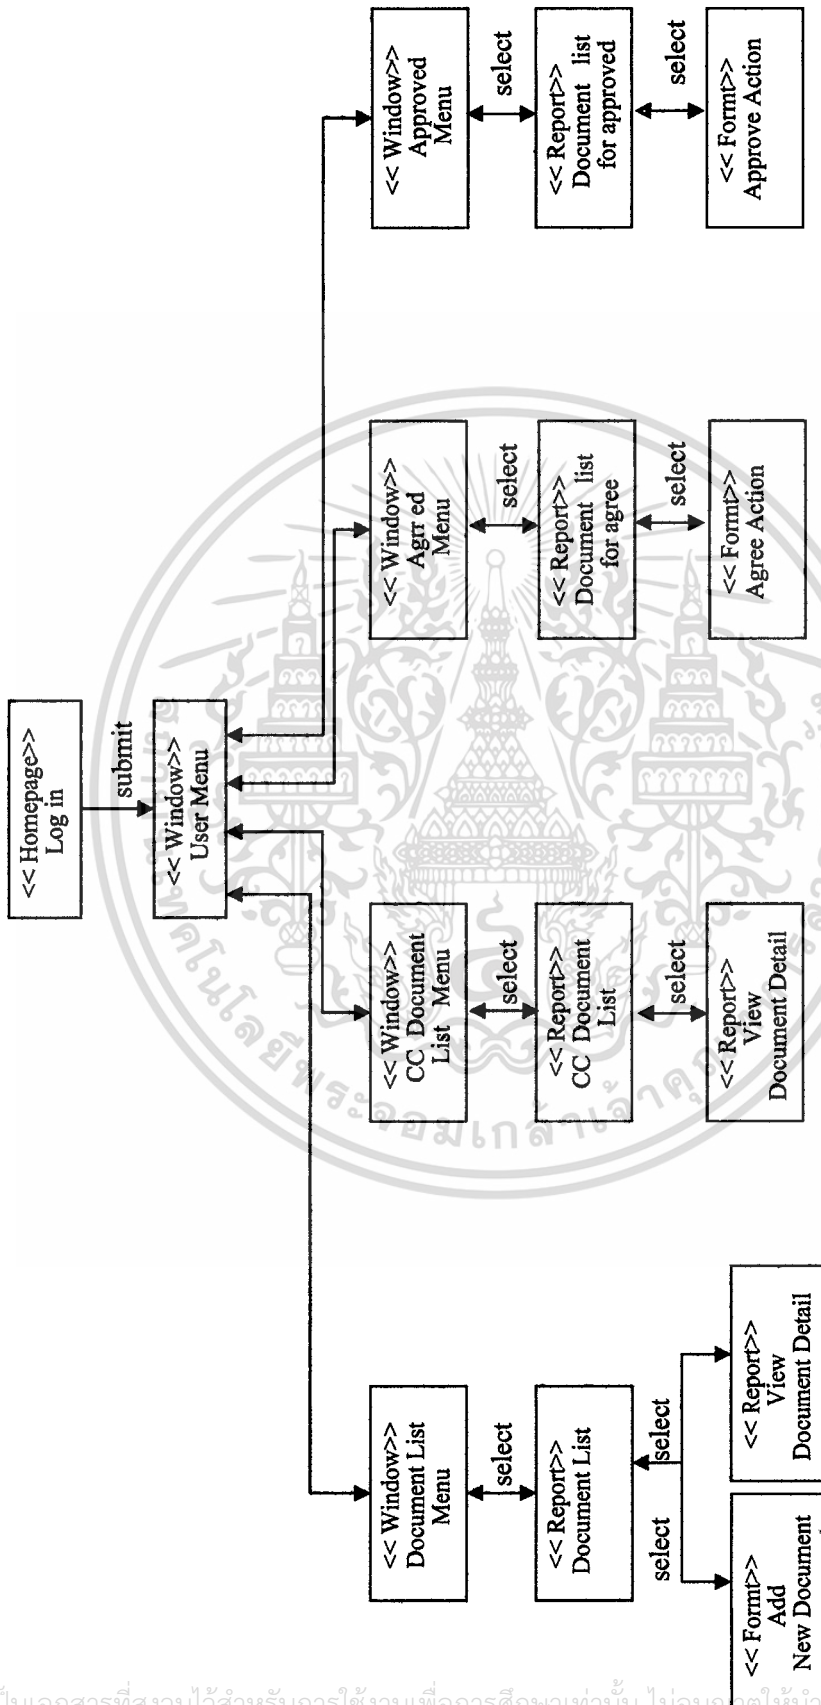 << Homepage>>
Log in
submit
<< Window>>
User Menu
<< Window>>
Document List
Menu
select
<< Report>>
Document List
select
select
<< Formt>>
Add
New Document
<< Report>>
View
Document Detail
<< Window>>
CC Document
List Menu
select
<< Report>>
CC Document
List
select
<< Report>>
View
Document Detail
<< Window>>
Agrr ed
Menu
select
<< Report>>
Document list
for agree
select
<< Formt>>
Agree Action
<< Window>>
Approved
Menu
select
<< Report>>
Document list
for approved
select
<< Formt>>
Approve Action